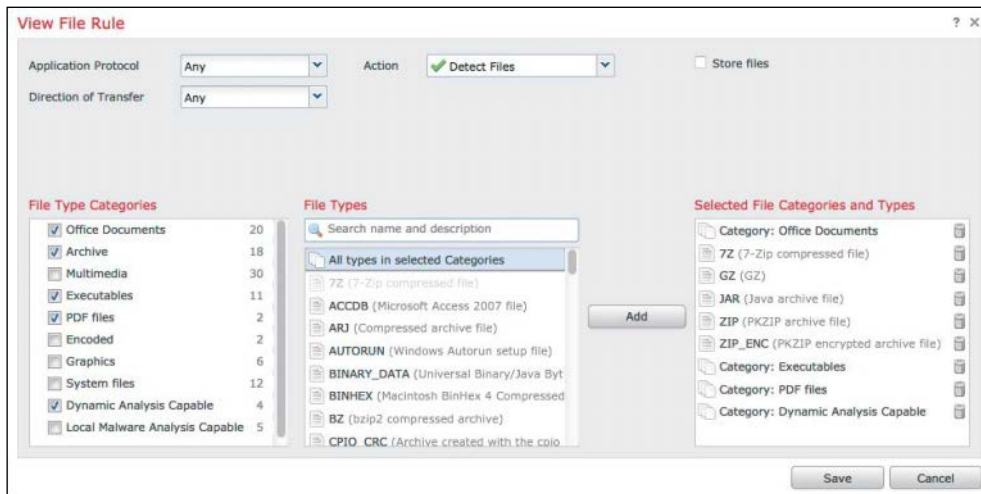 View File Rule
? ×
Application Protocol Any Action Detect Files Store files
Direction of Transfer Any
File Type Categories
Office Documents 20
Archive 18
Multimedia 30
Executables 11
PDF files 2
Encoded 2
Graphics 6
System files 12
Dynamic Analysis Capable 4
Local Malware Analysis Capable 5
File Types
Search name and description
All types in selected Categories
7Z (7-Zip compressed file)
ACCDB (Microsoft Access 2007 file)
ARJ (Compressed archive file)
AUTORUN (Windows Autorun setup file)
BINARY_DATA (Universal Binary/Java Byt
BINHEX (Macintosh BinHex 4 Compressed
BZ (bzip2 compressed archive)
CPIO_CRC (Archive created with the cpio
Add
Selected File Categories and Types
Category: Office Documents
7Z (7-Zip compressed file)
GZ (GZ)
JAR (Java archive file)
ZIP (PKZIP archive file)
ZIP_ENC (PKZIP encrypted archive file)
Category: Executables
Category: PDF files
Category: Dynamic Analysis Capable
Save Cancel